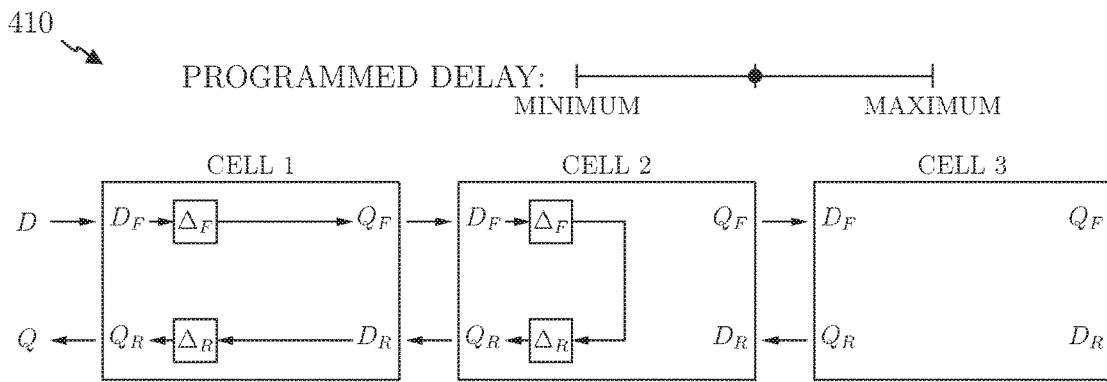 410
PROGRAMMED DELAY:
MINIMUM MAXIMUM
CELL 1 CELL 2 CELL 3
D D_F Δ_F Q_F D_F Δ_F Q_F D_F Q_F
Q Q_R Δ_R D_R Q_R Δ_R D_R Q_R D_R